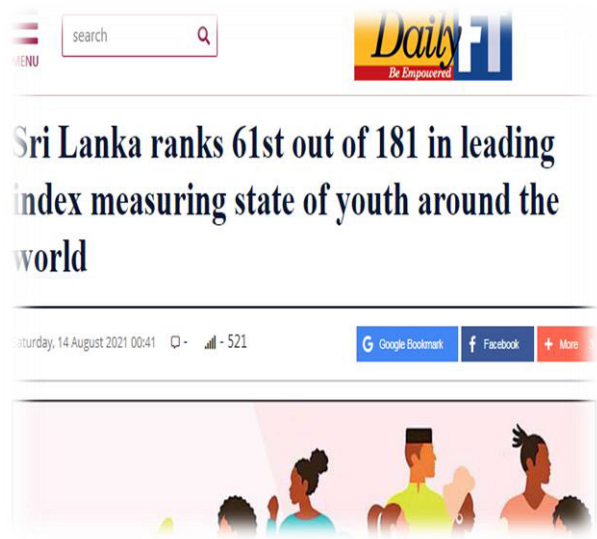 search
MENU
Daily FT
Be Empowered
Sri Lanka ranks 61st out of 181 in leading
index measuring state of youth around the
world
Saturday, 14 August 2021 00:41 - - 521
G Google Bookmark
f Facebook
+ More